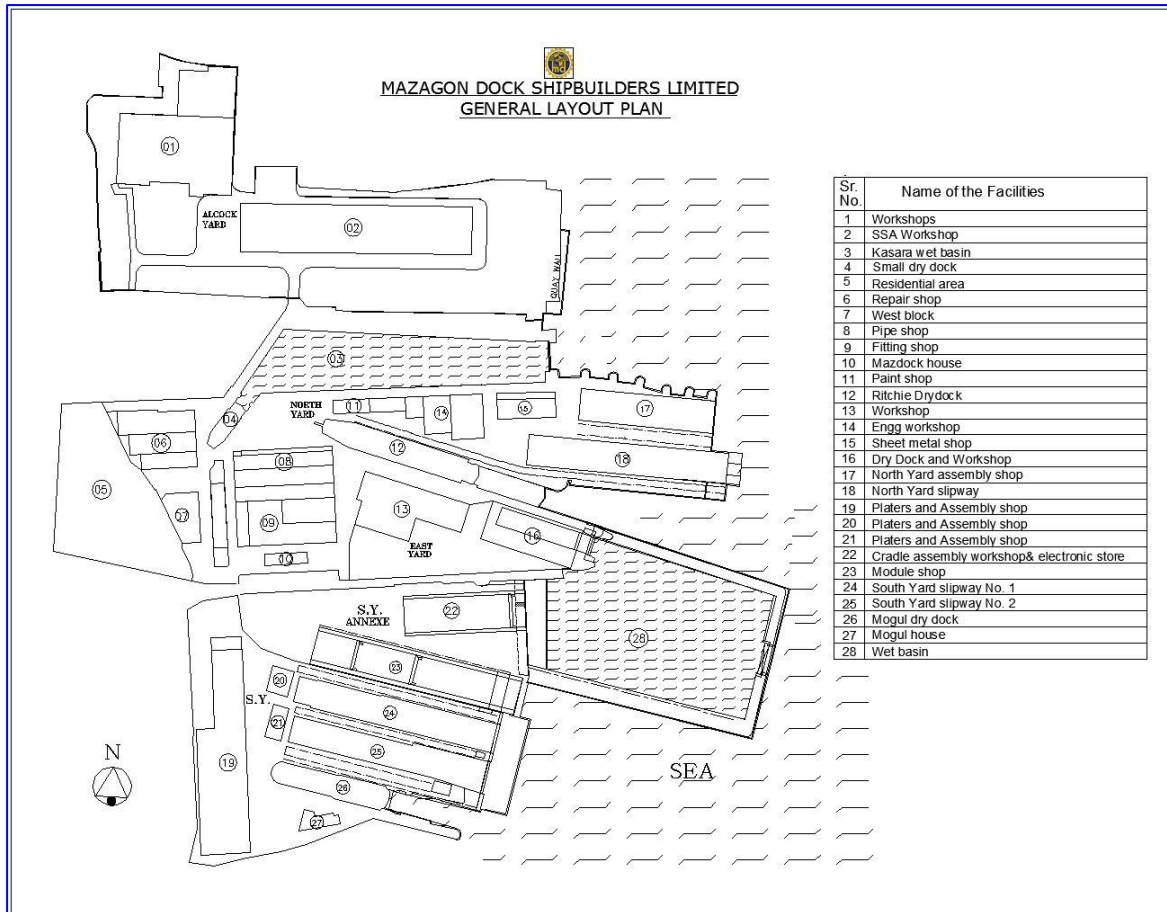 MAZAGON DOCK SHIPBUILDERS LIMITED
GENERAL LAYOUT PLAN
01
ALCOCK
YARD
02
QUAY WALL
03
NORTH
YARD
04
11
14
15
17
06
12
18
08
05
07
09
13
16
10
EAST
YARD
S.Y.
ANNEXE
22
28
23
20
S.Y.
24
21
25
19
26
27
N
SEA
Sr.
No.
Name of the Facilities
1 Workshops
2 SSA Workshop
3 Kasara wet basin
4 Small dry dock
5 Residential area
6 Repair shop
7 West block
8 Pipe shop
9 Fitting shop
10 Mazdock house
11 Paint shop
12 Ritchie Drydock
13 Workshop
14 Engg workshop
15 Sheet metal shop
16 Dry Dock and Workshop
17 North Yard assembly shop
18 North Yard slipway
19 Platers and Assembly shop
20 Platers and Assembly shop
21 Platers and Assembly shop
22 Cradle assembly workshop& electronic store
23 Module shop
24 South Yard slipway No. 1
25 South Yard slipway No. 2
26 Mogul dry dock
27 Mogul house
28 Wet basin